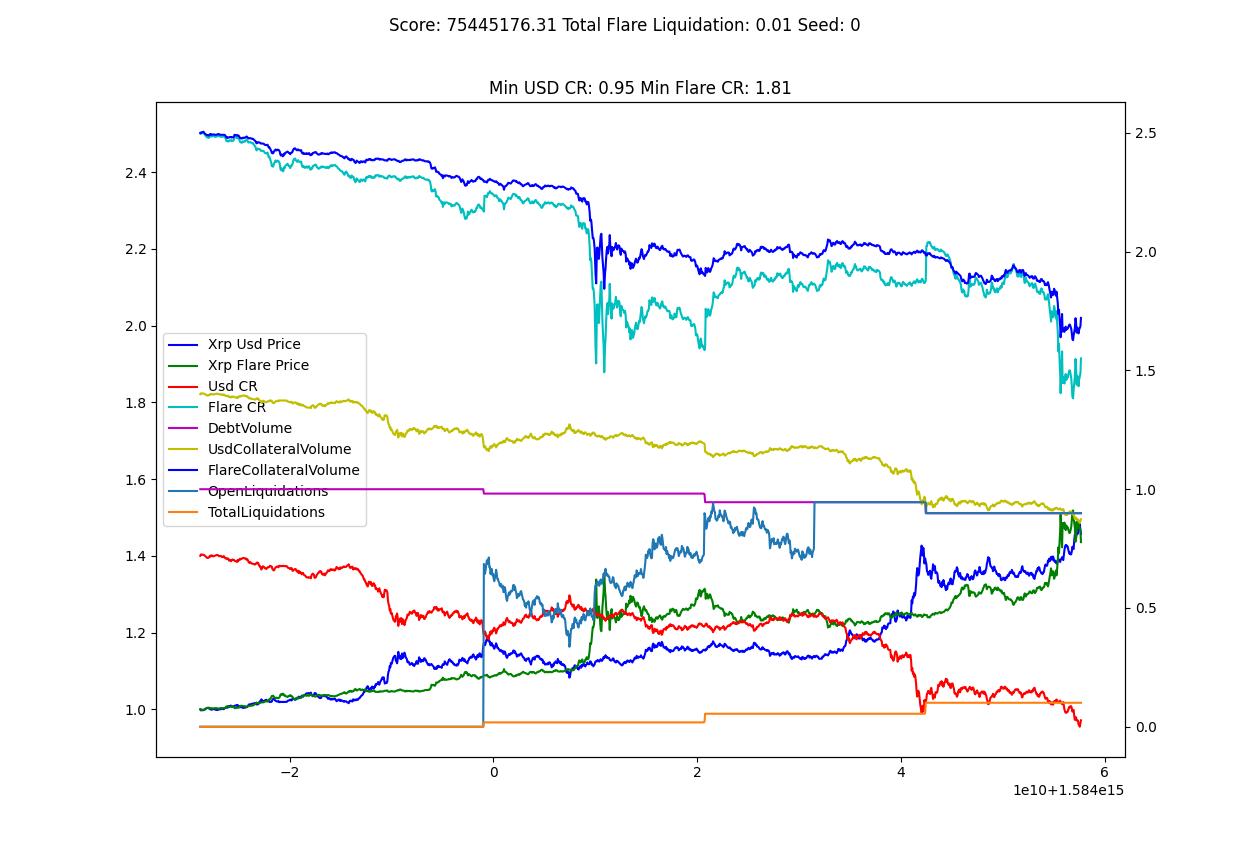 Score: 75445176.31 Total Flare Liquidation: 0.01 Seed: 0
Min USD CR: 0.95 Min Flare CR: 1.81
2.4
2.2
2.0
1.8
1.6
1.4
1.2
1.0
Xrp Usd Price
Xrp Flare Price
Usd CR
Flare CR
DebtVolume
UsdCollateralVolume
FlareCollateralVolume
OpenLiquidations
TotalLiquidations
2.5
2.0
1.5
1.0
0.5
0.0
−2 0 2 4 6
1e10+1.584e15